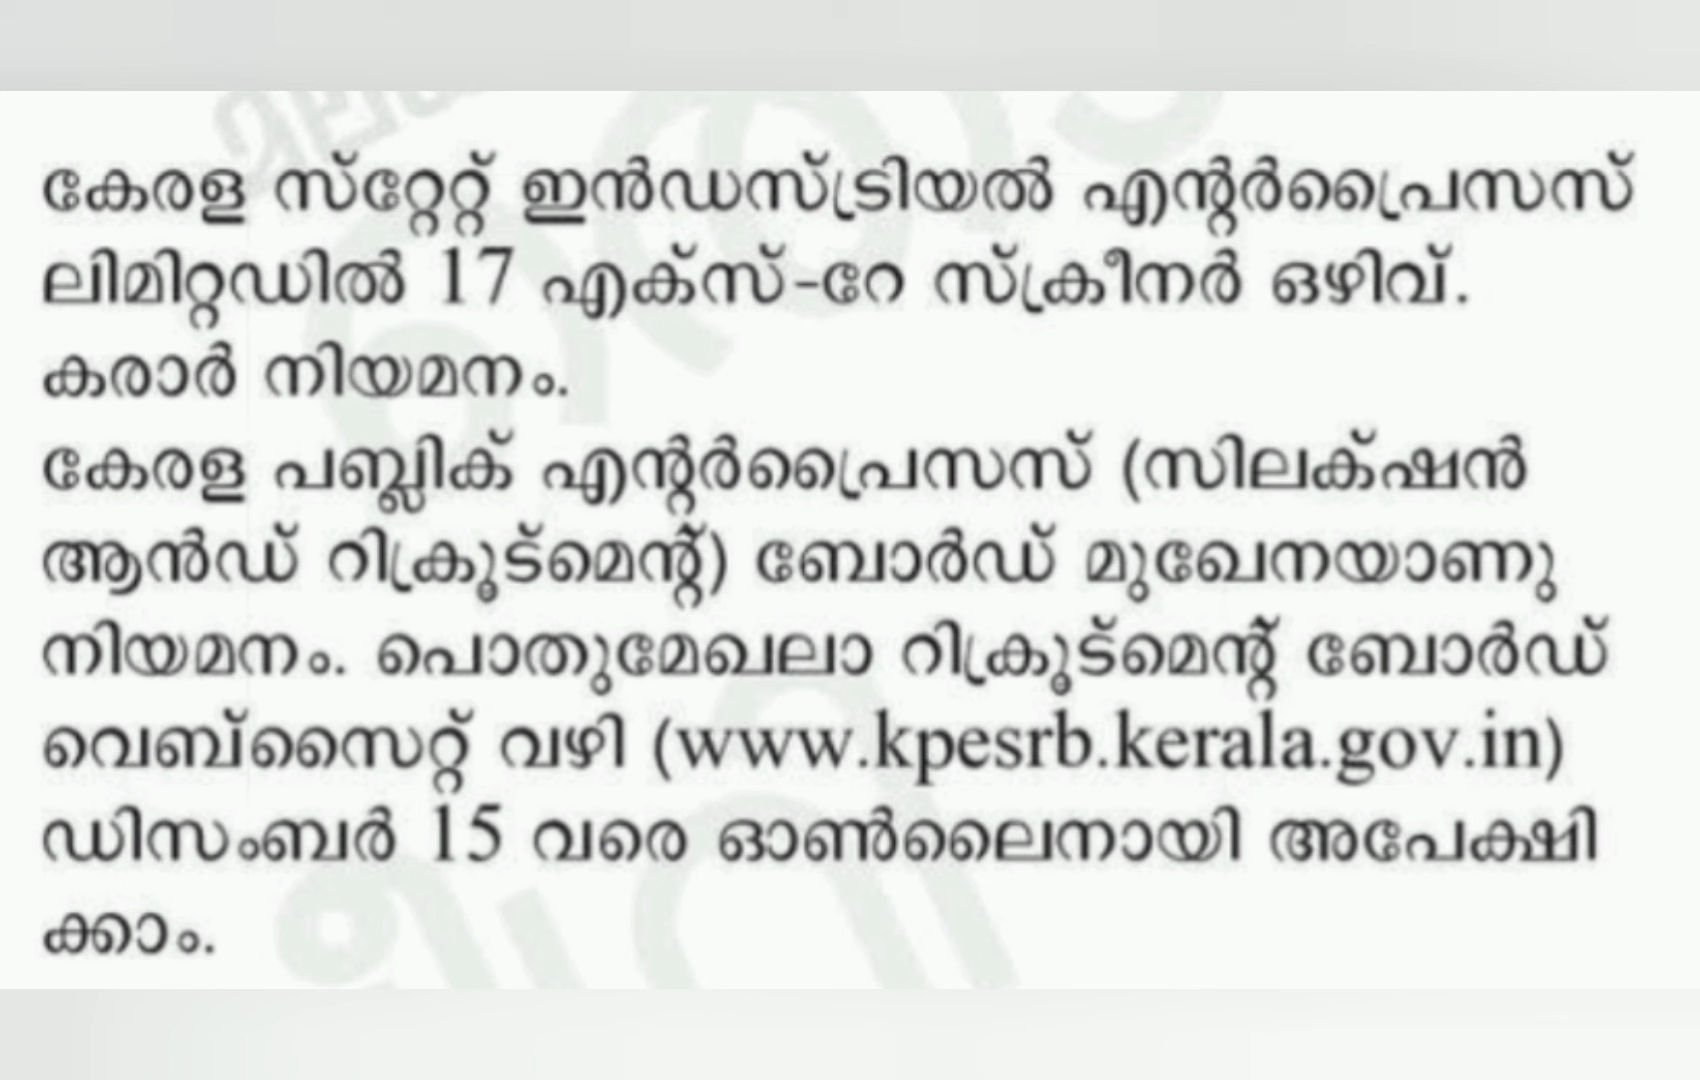 കേരള സ്റ്റേറ്റ് ഇൻഡസ്ട്രിയൽ എന്റർപ്രൈസസ്
ലിമിറ്റഡിൽ 17 എക്സ്-റേ സ്ക്രീനർ ഒഴിവ്.
കരാർ നിയമനം.
കേരള പബ്ലിക് എന്റർപ്രൈസസ് (സിലക്‌ഷൻ
ആൻഡ് റിക്രൂട്മെന്റ്) ബോർഡ് മുഖേനയാണു
നിയമനം. പൊതുമേഖലാ റിക്രൂട്മെന്റ് ബോർഡ്
വെബ്സൈറ്റ് വഴി (www.kpesrb.kerala.gov.in)
ഡിസംബർ 15 വരെ ഓൺലൈനായി അപേക്ഷി
ക്കാം.